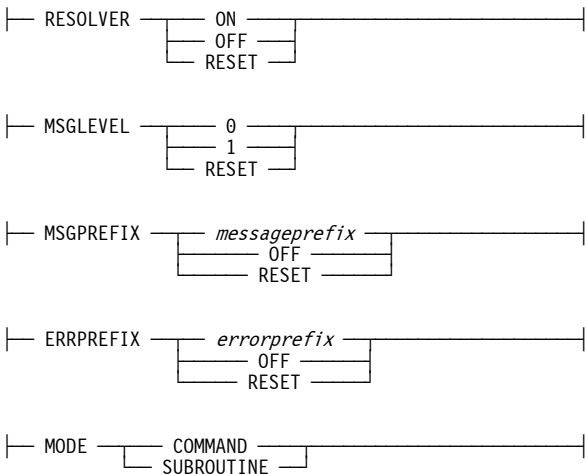 RESOLVER ON
OFF
RESET
MSGLEVEL 0
1
RESET
MSGPREFIX messageprefix
OFF
RESET
ERRPREFIX errorprefix
OFF
RESET
MODE COMMAND
SUBROUTINE